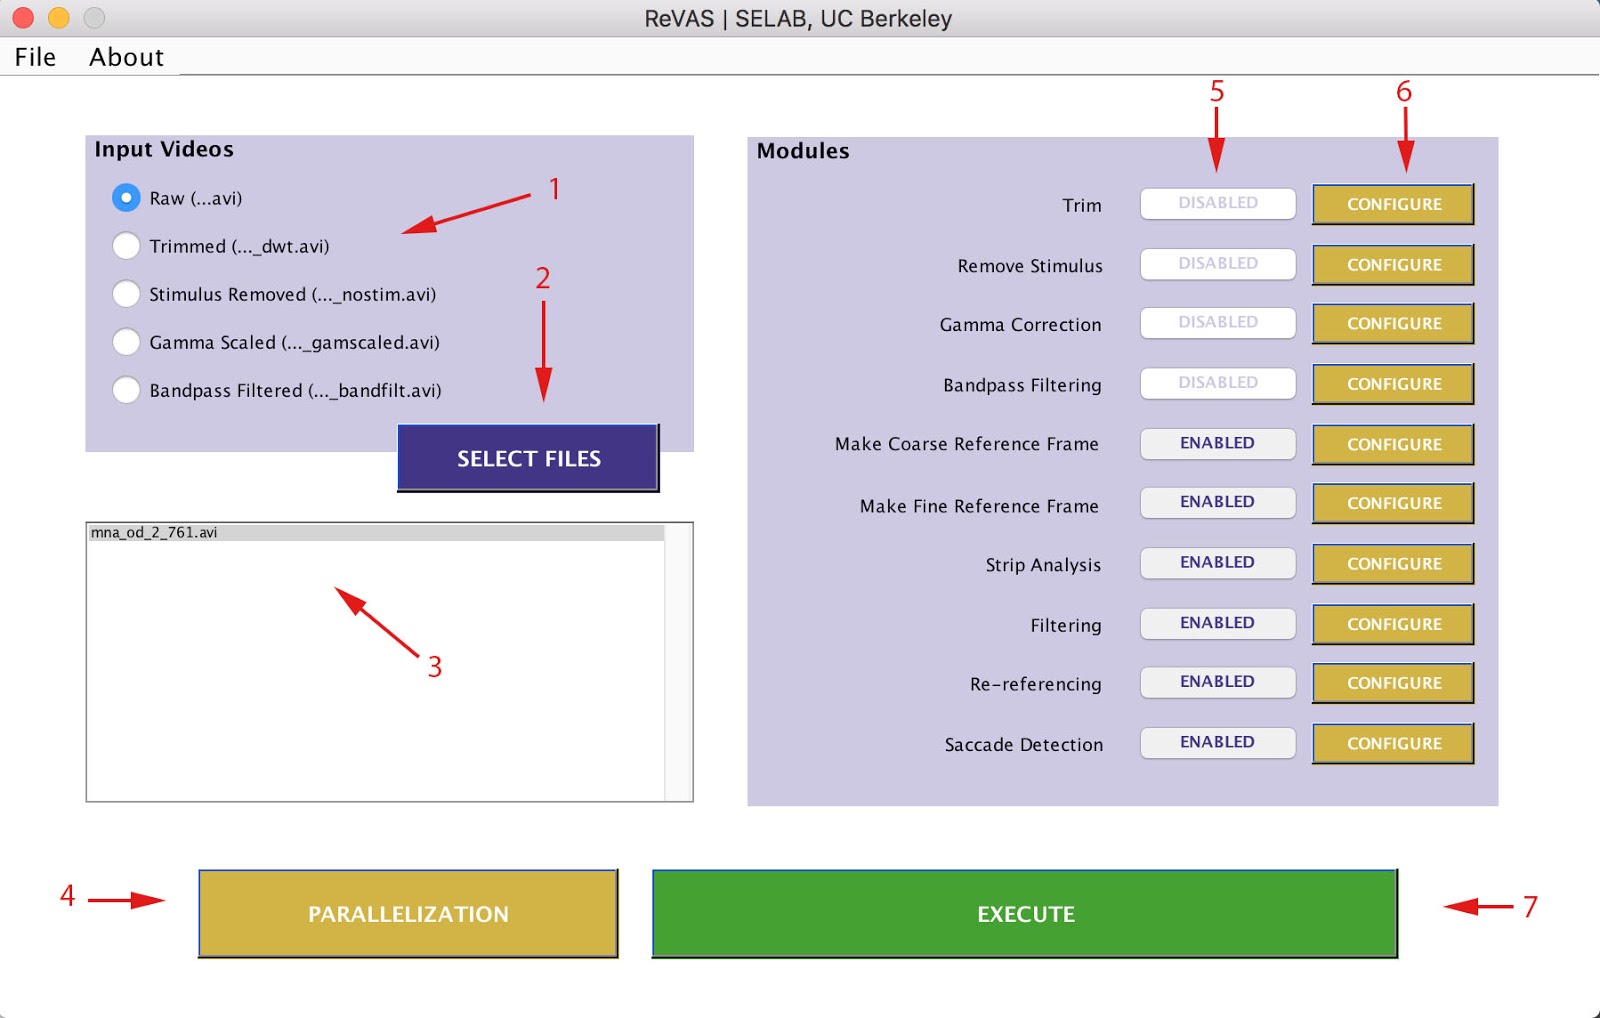 ReVAS | SELAB, UC Berkeley
File About
5 6
Input Videos
Raw (...avi)
1
Trimmed (..._dwt.avi)
2
Stimulus Removed (..._nostim.avi)
Gamma Scaled (..._gamscaled.avi)
Bandpass Filtered (..._bandfilt.avi)
SELECT FILES
mna_od_2_761.avi
3
Modules
Trim DISABLED CONFIGURE
Remove Stimulus DISABLED CONFIGURE
Gamma Correction DISABLED CONFIGURE
Bandpass Filtering DISABLED CONFIGURE
Make Coarse Reference Frame ENABLED CONFIGURE
Make Fine Reference Frame ENABLED CONFIGURE
Strip Analysis ENABLED CONFIGURE
Filtering ENABLED CONFIGURE
Re-referencing ENABLED CONFIGURE
Saccade Detection ENABLED CONFIGURE
4 PARALLELIZATION EXECUTE 7